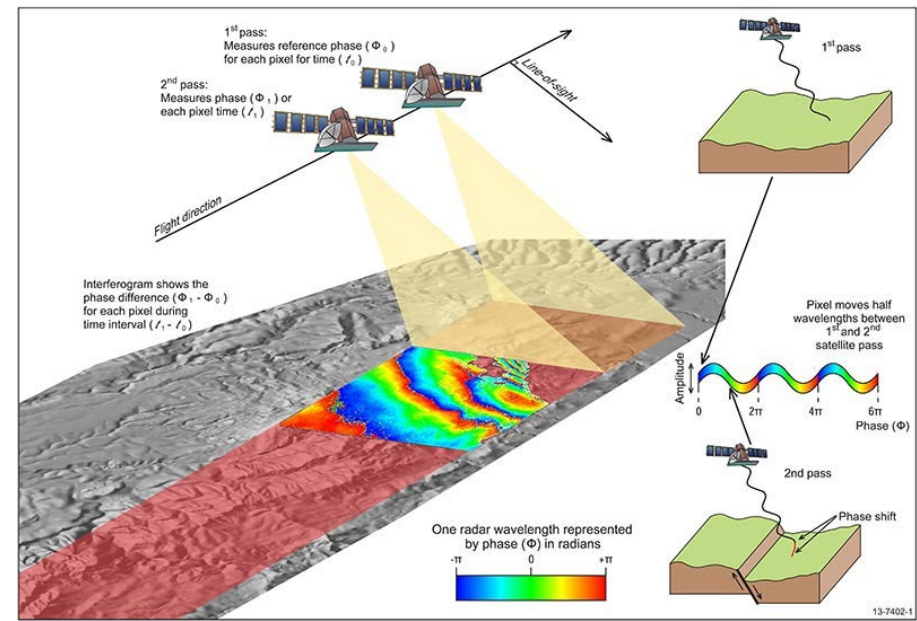 1st pass:
Measures reference phase (Φ0)
for each pixel for time (t0)
2nd pass:
Measures phase (Φ1) or
each pixel time (t1)
Line-of-sight
Flight direction
1st pass
Interferogram shows the
phase difference (Φ1 - Φ0)
for each pixel during
time interval (t1 - t0)
Pixel moves half
wavelengths between
1st and 2nd
satellite pass
Amplitude
0 2π 4π 6π
Phase (Φ)
2nd pass
Phase shift
One radar wavelength represented
by phase (Φ) in radians
-π 0 +π
13-7402-1